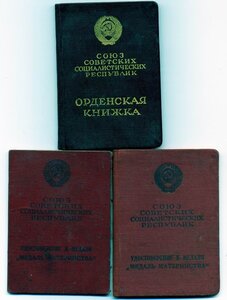 СОЮЗ
СОВЕТСКИХ
СОЦИАЛИСТИЧЕСКИХ
РЕСПУБЛИК
ОРДЕНСКАЯ
КНИЖКА
СОЮЗ
СОВЕТСКИХ
СОЦИАЛИСТИЧЕСКИХ
РЕСПУБЛИК
УДОСТОВЕРЕНИЕ К МЕДАЛИ
"МЕДАЛЬ МАТЕРИНСТВА"
СОЮЗ
СОВЕТСКИХ
СОЦИАЛИСТИЧЕСКИХ
РЕСПУБЛИК
УДОСТОВЕРЕНИЕ К МЕДАЛИ
"МЕДАЛЬ МАТЕРИНСТВА"